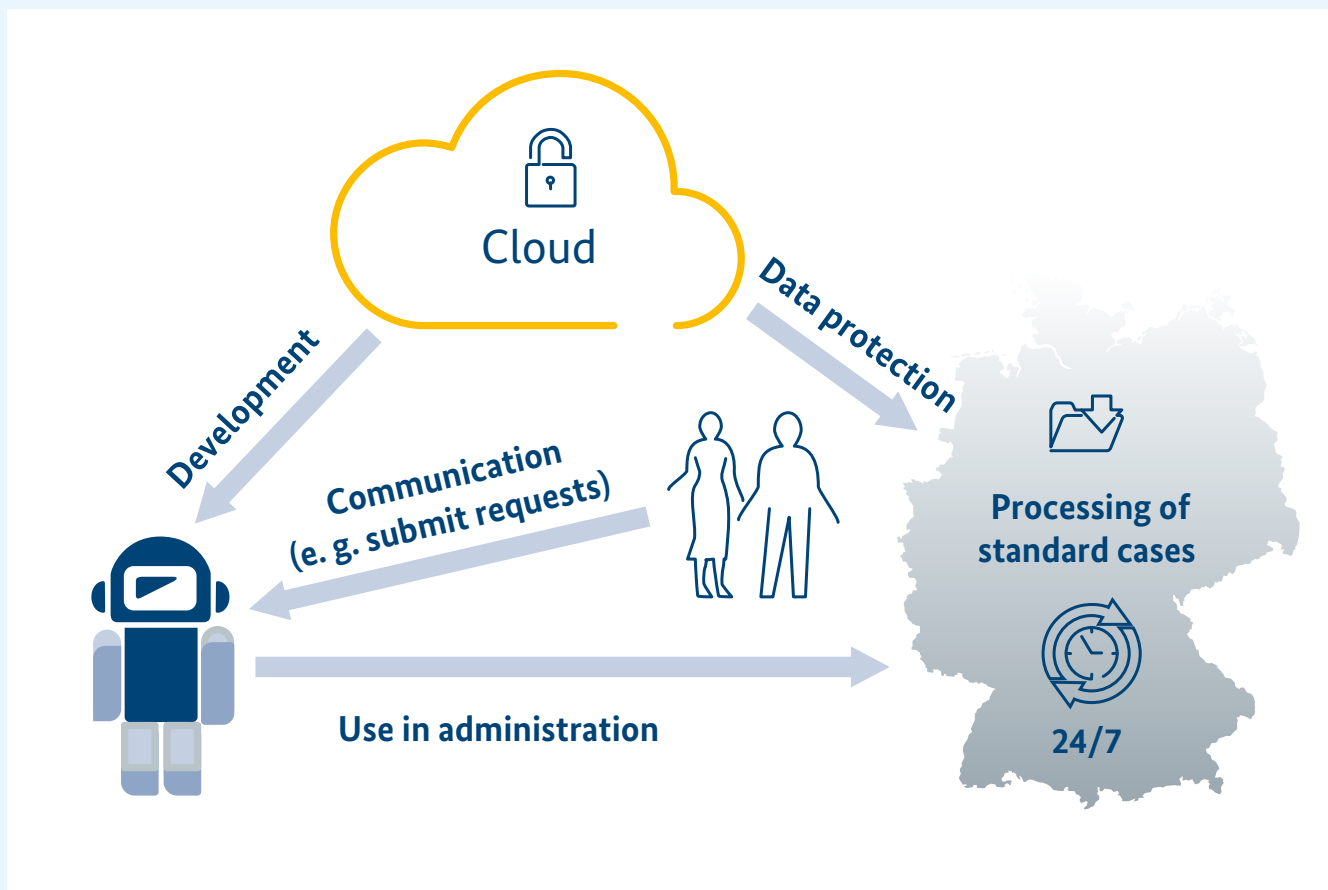 Cloud
Data protection
Development
Communication
(e. g. submit requests)
Processing of
standard cases
Use in administration
24/7